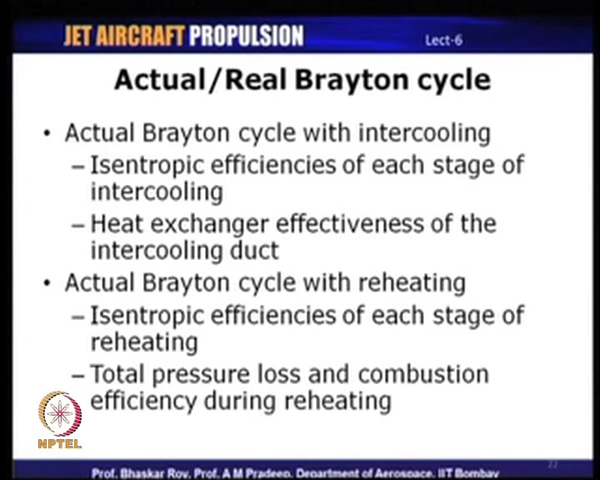 JET AIRCRAFT PROPULSION
Lect-6
Actual/Real Brayton cycle
• Actual Brayton cycle with intercooling
– Isentropic efficiencies of each stage of
intercooling
– Heat exchanger effectiveness of the
intercooling duct
• Actual Brayton cycle with reheating
– Isentropic efficiencies of each stage of
reheating
– Total pressure loss and combustion
efficiency during reheating
NPTEL
22
Prof. Bhaskar Roy, Prof. A M Pradeep, Department of Aerospace, IIT Bombay